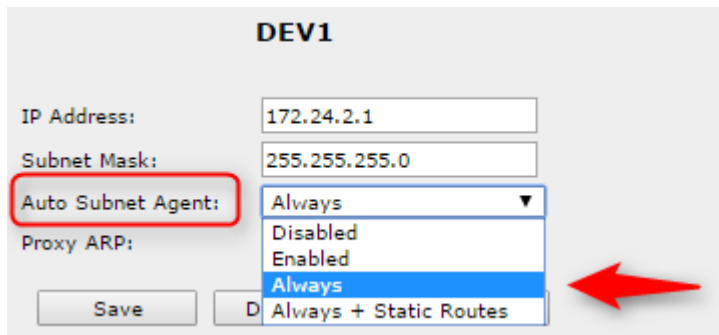 DEV1
IP Address: 172.24.2.1
Subnet Mask: 255.255.255.0
Auto Subnet Agent: Always
Proxy ARP:
Disabled
Enabled
Always
Always + Static Routes
Save D